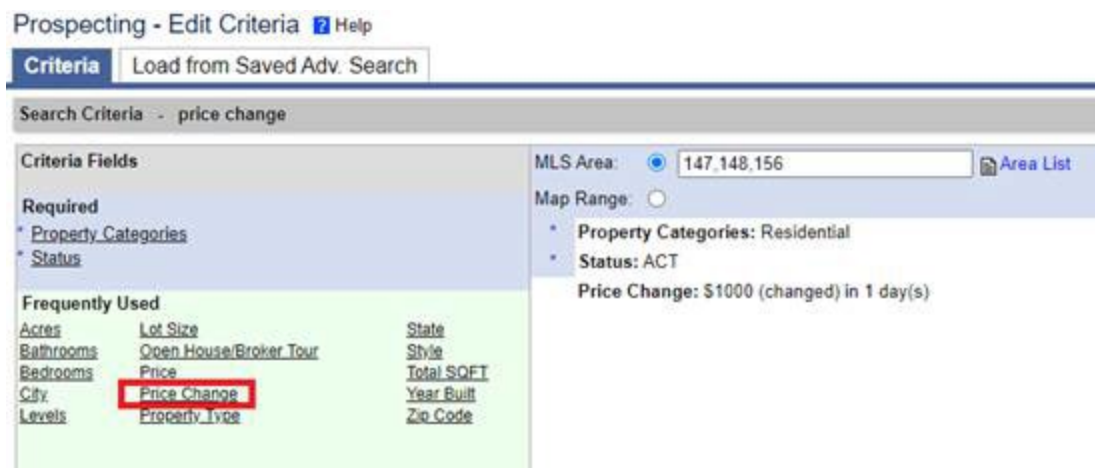 Prospecting - Edit Criteria ? Help
Criteria Load from Saved Adv. Search
Search Criteria - price change
Criteria Fields
Required
* Property Categories
* Status
Frequently Used
Acres Lot Size State
Bathrooms Open House/Broker Tour Style
Bedrooms Price Total SQFT
City Price Change Year Built
Levels Property Type Zip Code
MLS Area: 147,148,156 Area List
Map Range:
* Property Categories: Residential
* Status: ACT
Price Change: $1000 (changed) in 1 day(s)